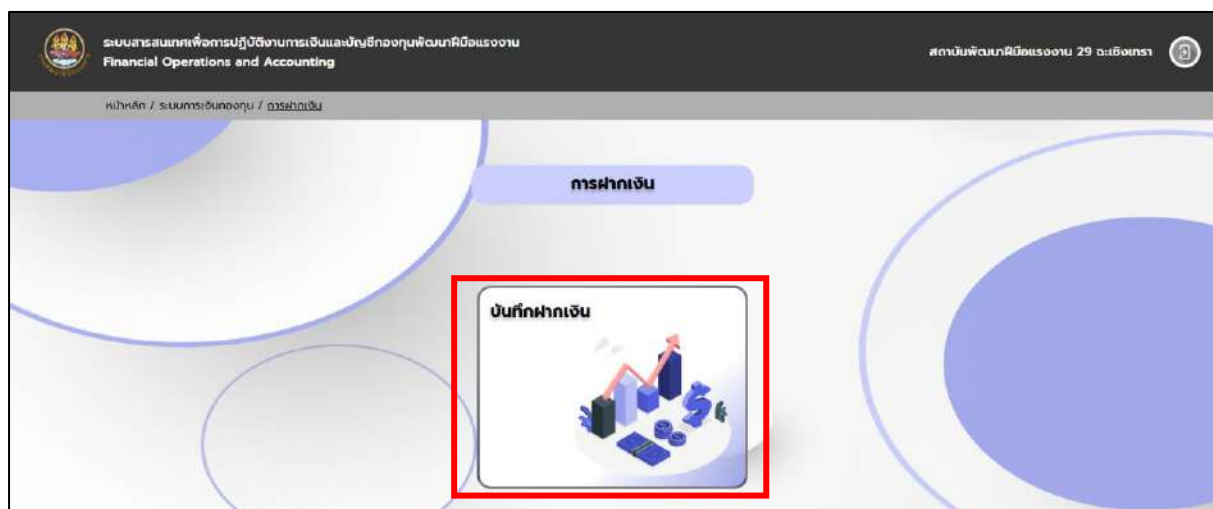 ระบบสารสนเทศเพื่อการปฏิบัติงานการเงินและบัญชีกองทุนพัฒนาฝีมือแรงงาน
Financial Operations and Accounting
สถาบันพัฒนาฝีมือแรงงาน 29 ฉะเชิงเทรา
หน้าหลัก / ระบบการเงินกองทุน / การฝากเงิน
การฝากเงิน
บันทึกฝากเงิน